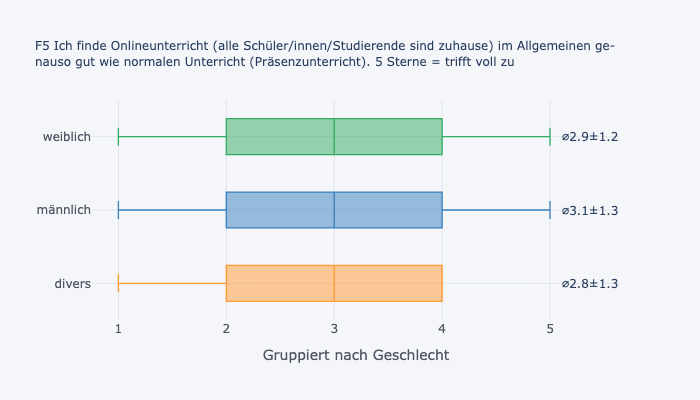 F5 Ich finde Onlineunterricht (alle Schüler/innen/Studierende sind zuhause) im Allgemeinen ge-
nauso gut wie normalen Unterricht (Präsenzunterricht). 5 Sterne = trifft voll zu
weiblich
⌀2.9±1.2
männlich
⌀3.1±1.3
divers
⌀2.8±1.3
1 2 3 4 5
Gruppiert nach Geschlecht